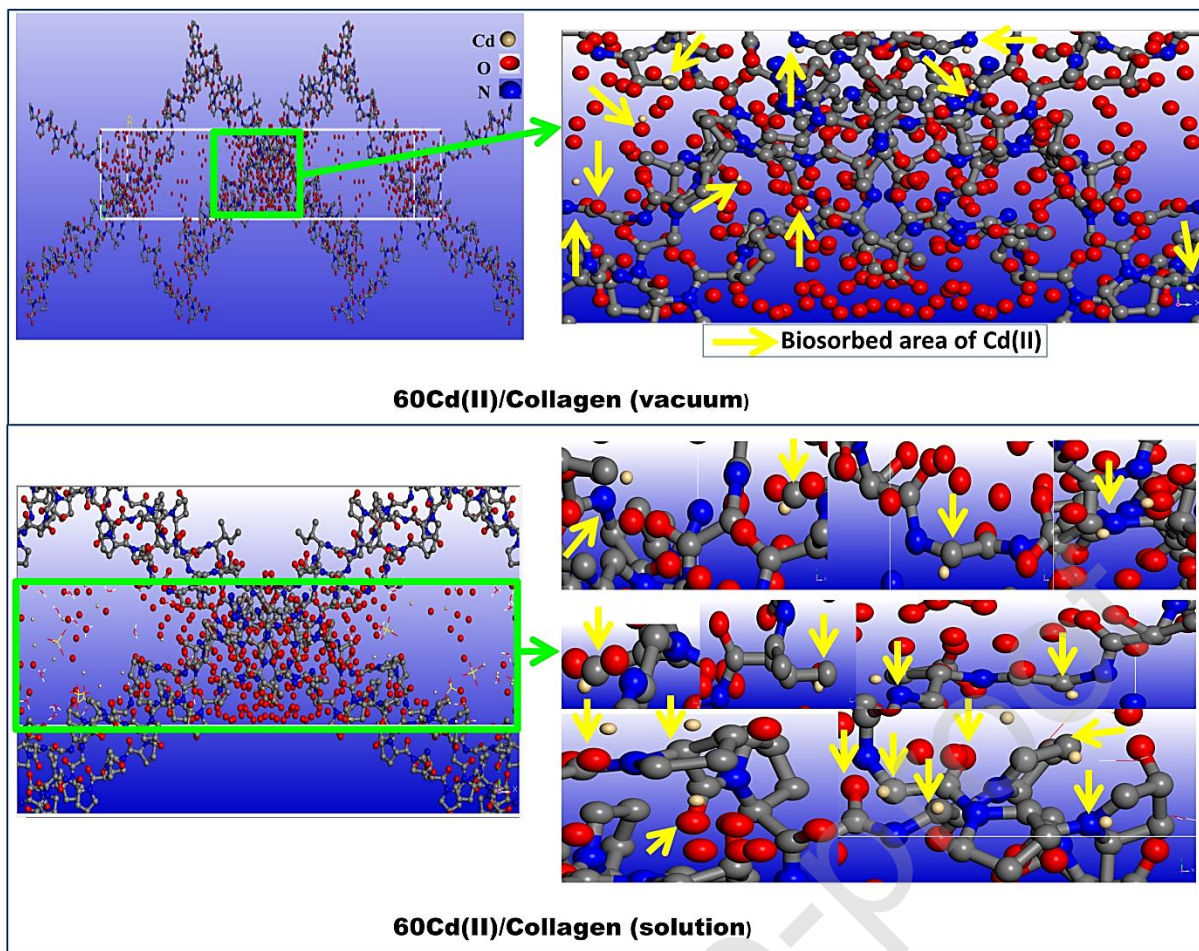 Cd
O
N
Biosorbed area of Cd(II)
60Cd(II)/Collagen (vacuum)
60Cd(II)/Collagen (solution)